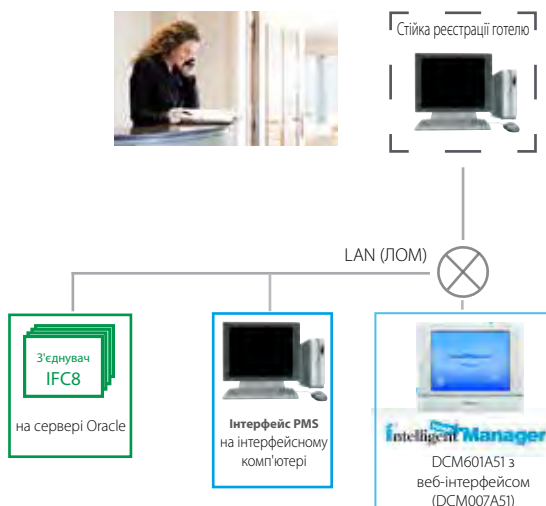 Стійка реєстрації готелю
LAN (ЛОМ)
З'єднувач
IFC8
на сервері Oracle
Інтерфейс PMS
на інтерфейсному
комп'ютері
intelligent Manager
DCM601A51 з
веб-інтерфейсом
(DCM007A51)